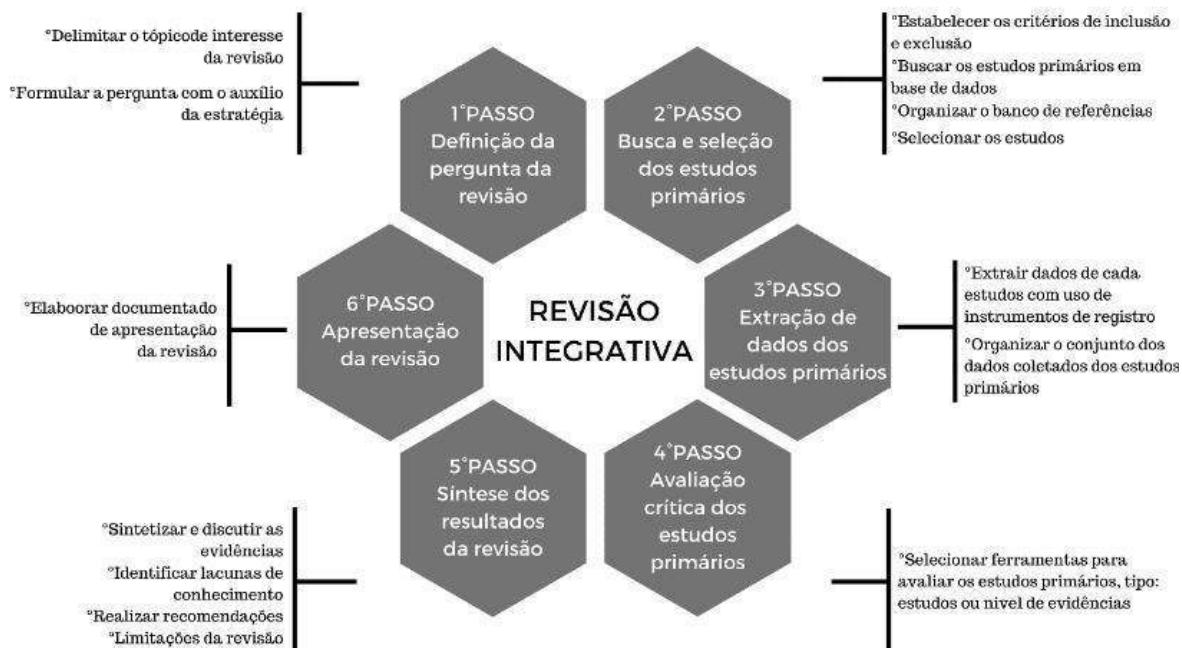 °Delimitar o tópicode interesse
da revisão
°Formular a pergunta com o auxílio
da estratégia
1°PASSO
Definição da
pergunta da
revisão
2°PASSO
Busca e seleção
dos estudos
primários
°Estabelecer os critérios de inclusão
e exclusão
°Buscar os estudos primários em
base de dados
°Organizar o banco de referências
°Selecionar os estudos
°Elaboorar documentado
de apresentação
da revisão
6°PASSO
Apresentação
da revisão
REVISÃO
INTEGRATIVA
3°PASSO
Extração de
dados dos
estudos primários
°Extrair dados de cada
estudos com uso de
instrumentos de registro
°Organizar o conjunto dos
dados coletados dos estudos
primários
5°PASSO
Síntese dos
resultados
da revisão
4°PASSO
Avaliação
crítica dos
estudos
primários
°Sintetizar e discutir as
evidências
°Identificar lacunas de
conhecimento
°Realizar recomendações
°Limitações da revisão
°Selecionar ferramentas para
avaliar os estudos primários, tipo:
estudos ou nivel de evidências